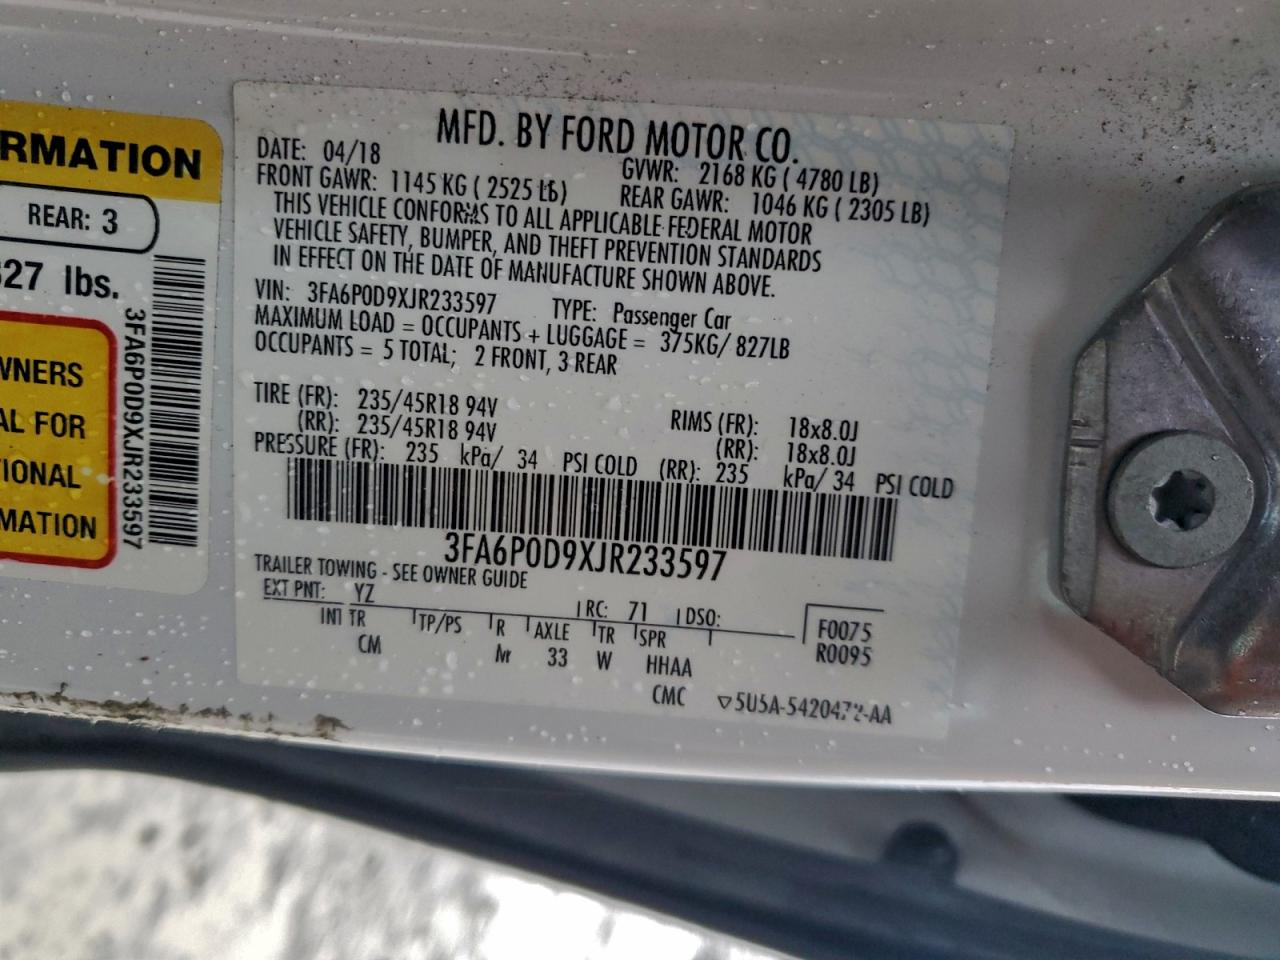 RMATION
REAR: 3
27 lbs.
WNERS
AL FOR
IONAL
MATION
3FA6P0D9XJR233597
MFD. BY FORD MOTOR CO.
DATE: 04/18 GVWR: 2168 KG ( 4780 LB)
FRONT GAWR: 1145 KG ( 2525 LB) REAR GAWR: 1046 KG ( 2305 LB)
THIS VEHICLE CONFORMS TO ALL APPLICABLE FEDERAL MOTOR
VEHICLE SAFETY, BUMPER, AND THEFT PREVENTION STANDARDS
IN EFFECT ON THE DATE OF MANUFACTURE SHOWN ABOVE.
VIN: 3FA6P0D9XJR233597 TYPE: Passenger Car
MAXIMUM LOAD = OCCUPANTS + LUGGAGE = 375KG/ 827LB
OCCUPANTS = 5 TOTAL; 2 FRONT, 3 REAR
TIRE (FR): 235/45R18 94V RIMS (FR): 18x8.0J
(RR): 235/45R18 94V (RR): 18x8.0J
PRESSURE (FR): 235 kPa/ 34 PSI COLD (RR): 235 kPa/ 34 PSI COLD
3FA6P0D9XJR233597
TRAILER TOWING - SEE OWNER GUIDE
EXT PNT: YZ RC: 71 DSO: F0075
INT TR TP/PS R AXLE TR SPR R0095
CM 33 W HHAA
CMC ▽5U5A-5420472-AA